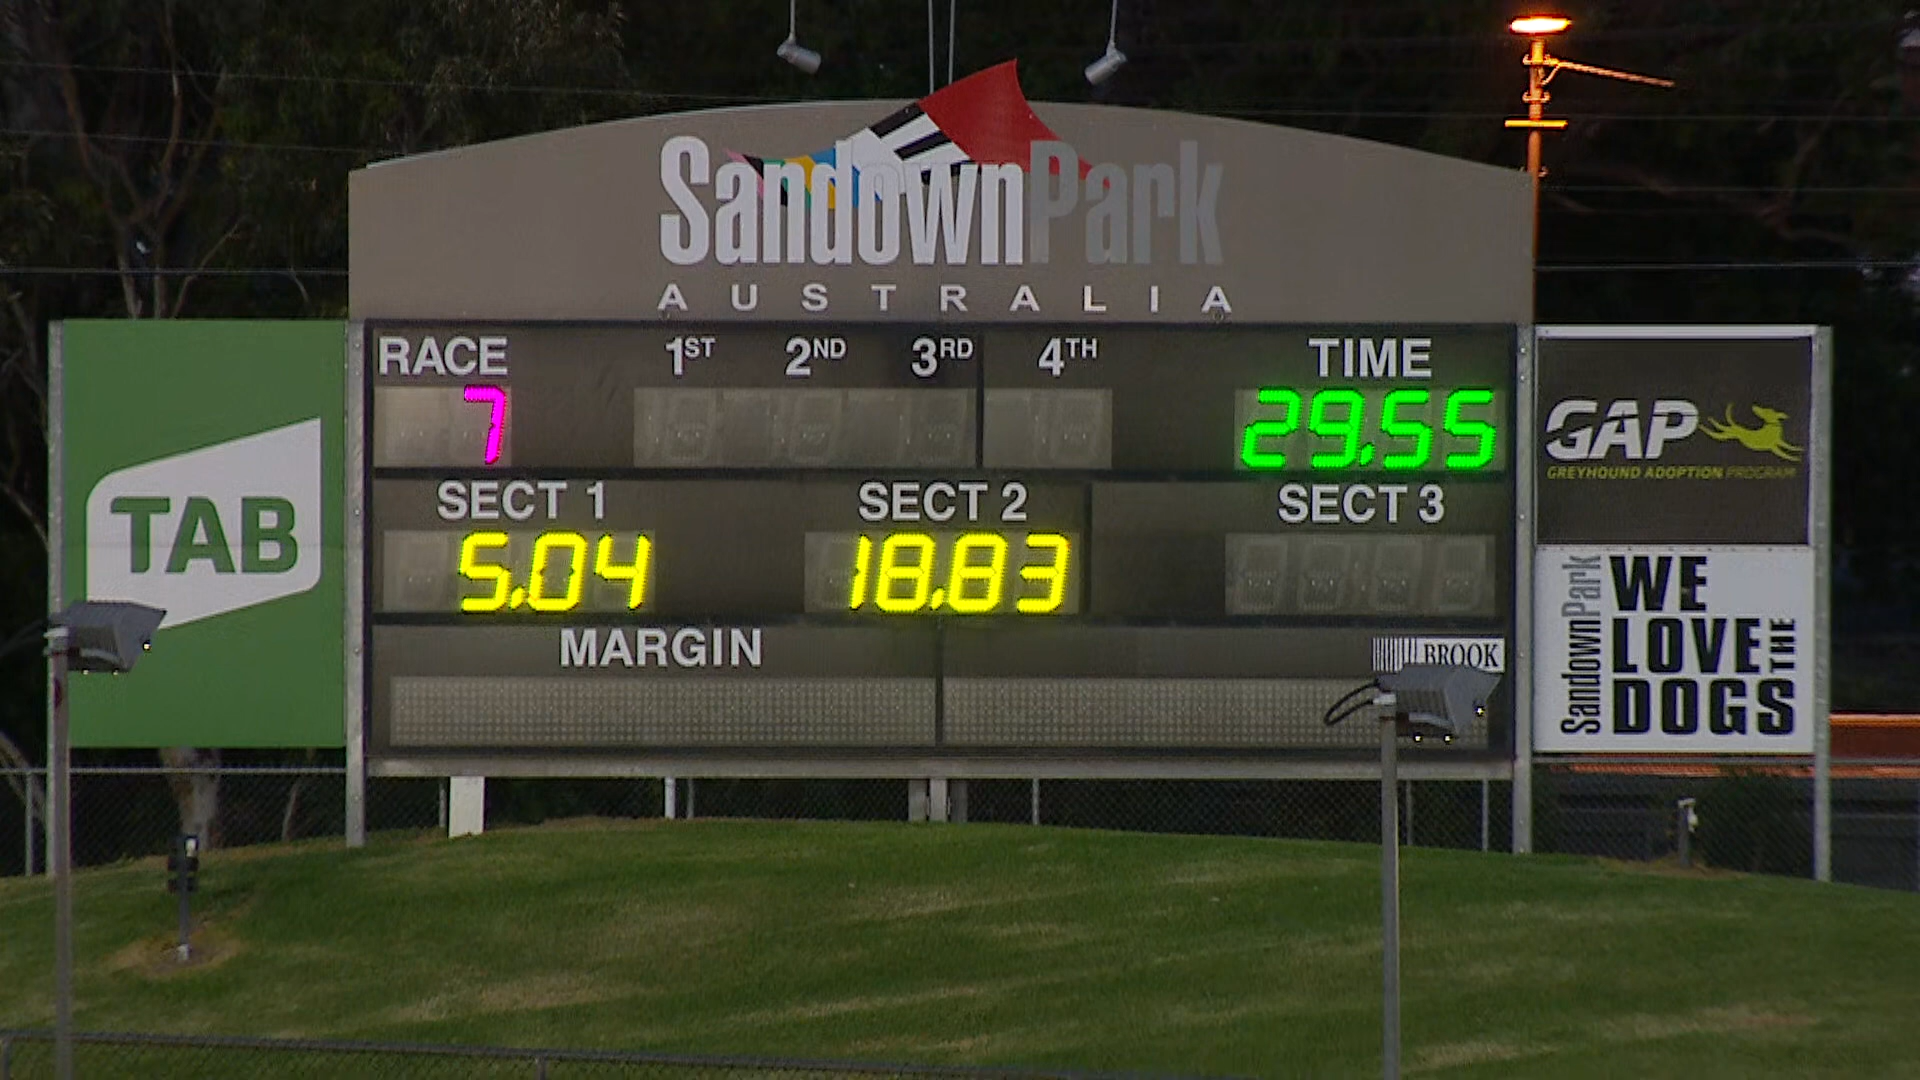 SandownPark
AUSTRALIA
RACE 1ST 2ND 3RD 4TH TIME
7 29.55
SECT 1 SECT 2 SECT 3
5.04 18.83
MARGIN
BROOK
TAB
GAP
GREYHOUND ADOPTION PROGRAM
SandownPark
WE
LOVE THE
DOGS